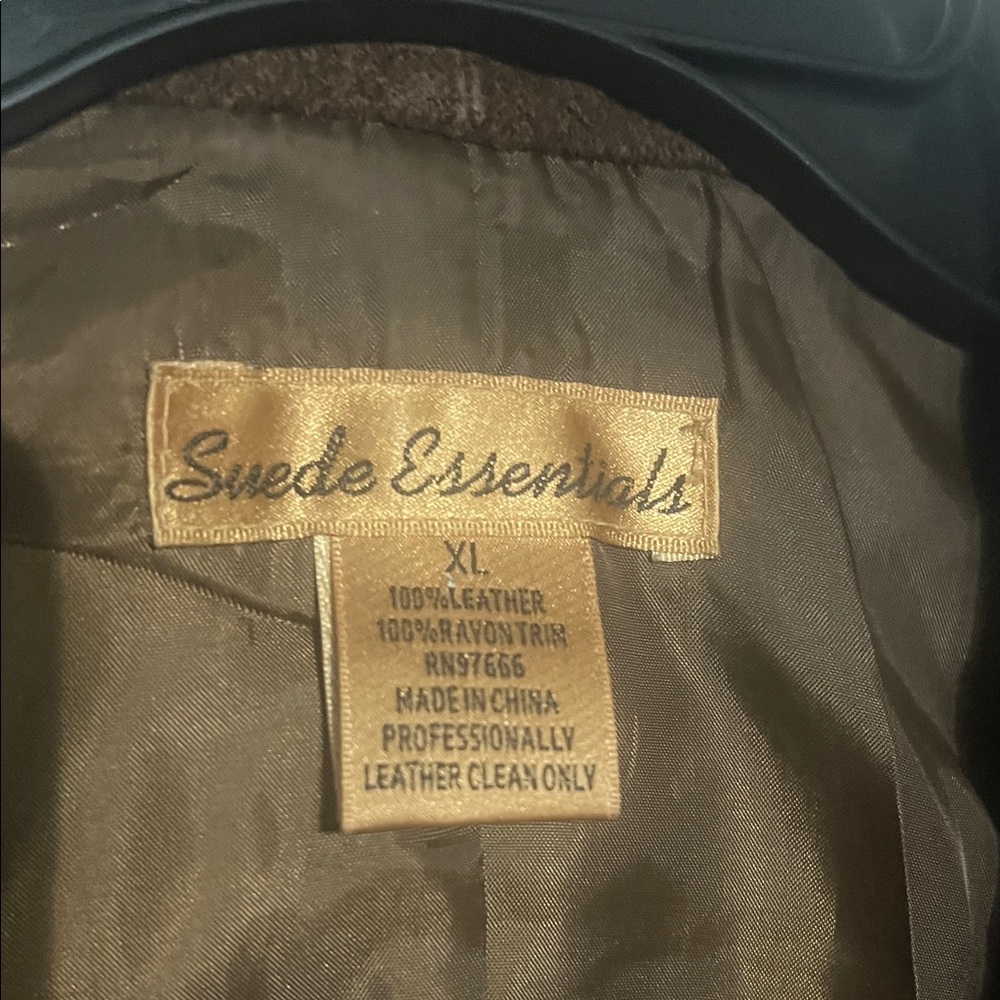 Suede Essentials
XL
100%LEATHER
100%RAYON TRIM
RN97666
MADE IN CHINA
PROFESSIONALLY
LEATHER CLEAN ONLY